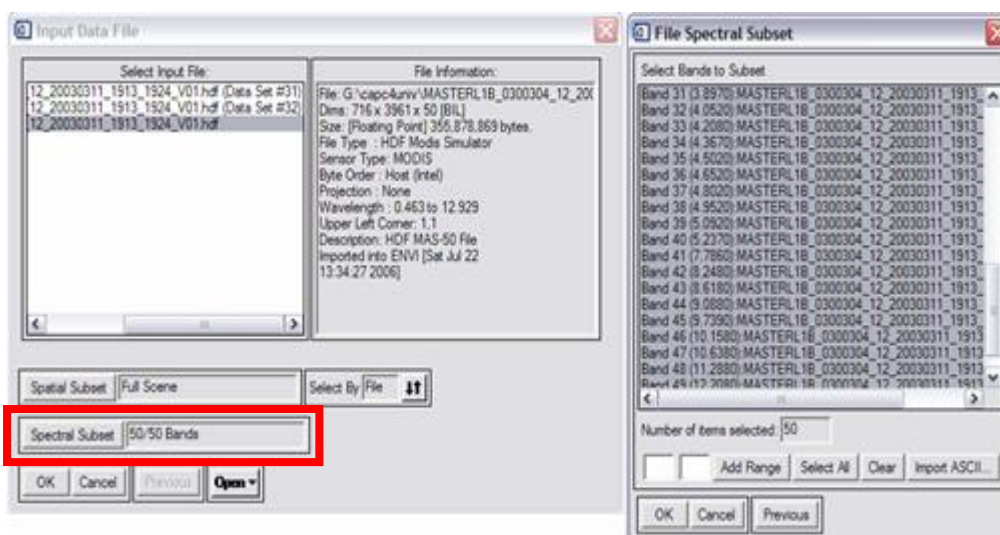 Input Data File
Select Input File:
12_20030311_1913_1924_V01.hdf (Data Set #31)
12_20030311_1913_1924_V01.hdf (Data Set #32)
12_20030311_1913_1924_V01.hdf
File Information:
File: G:\capc4univ\MASTERL1B_0300304_12_20(
Dims: 716 x 3961 x 50 [BIL]
Size: [Floating Point] 355,878,869 bytes.
File Type : HDF Modis Simulator
Sensor Type: MODIS
Byte Order : Host (Intel)
Projection : None
Wavelength : 0.463 to 12.929
Upper Left Corner: 1,1
Description: HDF MAS-50 File
Imported into ENVI [Sat Jul 22
13:34:27 2006]
Spatial Subset Full Scene
Select By File
Spectral Subset 50/50 Bands
OK Cancel Previous Open
File Spectral Subset
Select Bands to Subset
Band 31 (3.8970):MASTERL1B_0300304_12_20030311_1913_
Band 32 (4.0520):MASTERL1B_0300304_12_20030311_1913_
Band 33 (4.2080):MASTERL1B_0300304_12_20030311_1913_
Band 34 (4.3670):MASTERL1B_0300304_12_20030311_1913_
Band 35 (4.5020):MASTERL1B_0300304_12_20030311_1913_
Band 36 (4.6520):MASTERL1B_0300304_12_20030311_1913_
Band 37 (4.8020):MASTERL1B_0300304_12_20030311_1913_
Band 38 (4.9520):MASTERL1B_0300304_12_20030311_1913_
Band 39 (5.0920):MASTERL1B_0300304_12_20030311_1913_
Band 40 (5.2370):MASTERL1B_0300304_12_20030311_1913_
Band 41 (7.7860):MASTERL1B_0300304_12_20030311_1913_
Band 42 (8.2480):MASTERL1B_0300304_12_20030311_1913_
Band 43 (8.6180):MASTERL1B_0300304_12_20030311_1913_
Band 44 (9.0880):MASTERL1B_0300304_12_20030311_1913_
Band 45 (9.7390):MASTERL1B_0300304_12_20030311_1913_
Band 46 (10.1580):MASTERL1B_0300304_12_20030311_1913
Band 47 (10.6380):MASTERL1B_0300304_12_20030311_1913
Band 48 (11.2880):MASTERL1B_0300304_12_20030311_1913
Band 49 (12.2080):MASTERL1B_0300304_12_20030311_1913
Number of items selected: 50
Add Range Select All Clear Import ASCII...
OK Cancel Previous